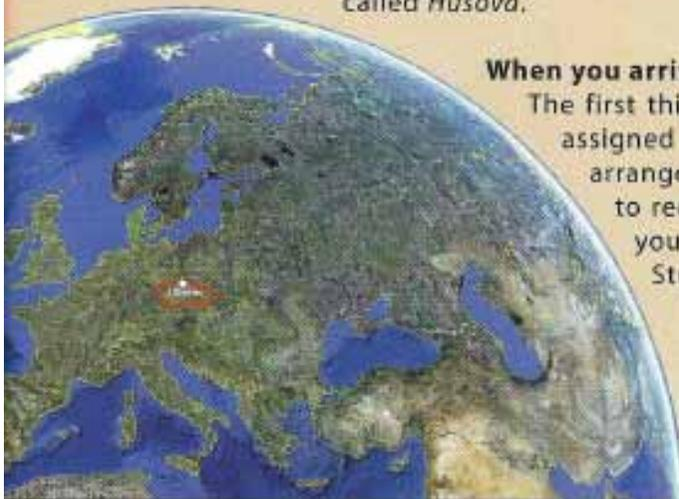 called Husova.
When you arri
The first thi
assigned
arrange
to re
you
St